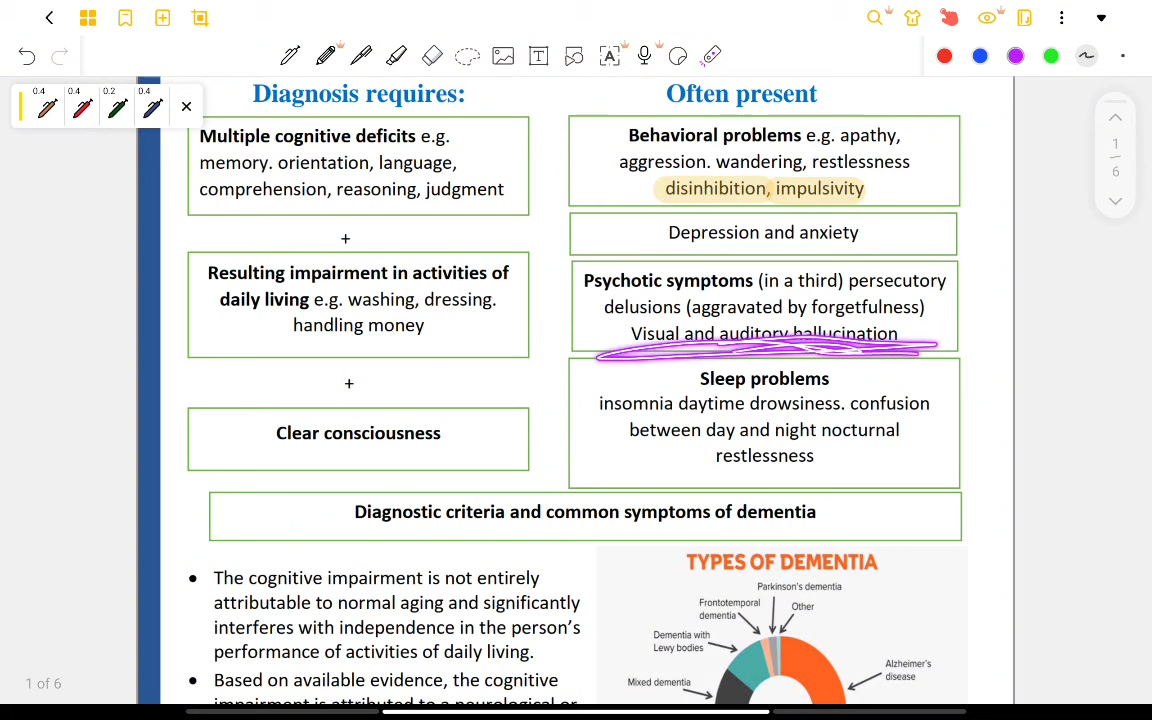 0.4
0.4
0.2
0.4
Diagnosis requires:
Multiple cognitive deficits e.g.
memory. orientation, language,
comprehension, reasoning, judgment
+
Resulting impairment in activities of
daily living e.g. washing, dressing.
handling money
+
Clear consciousness
Often present
Behavioral problems e.g. apathy,
aggression. wandering, restlessness
disinhibition, impulsivity
Depression and anxiety
Psychotic symptoms (in a third) persecutory
delusions (aggravated by forgetfulness)
Visual and auditory hallucination
Sleep problems
insomnia daytime drowsiness. confusion
between day and night nocturnal
restlessness
Diagnostic criteria and common symptoms of dementia
• The cognitive impairment is not entirely
attributable to normal aging and significantly
interferes with independence in the person's
performance of activities of daily living.
• Based on available evidence, the cognitive
impairment is attributed to a neurological or
TYPES OF DEMENTIA
Parkinson's dementia
Frontotemporal
dementia
Other
Dementia with
Lewy bodies
Alzheimer's
disease
Mixed dementia
1
6
1 of 6